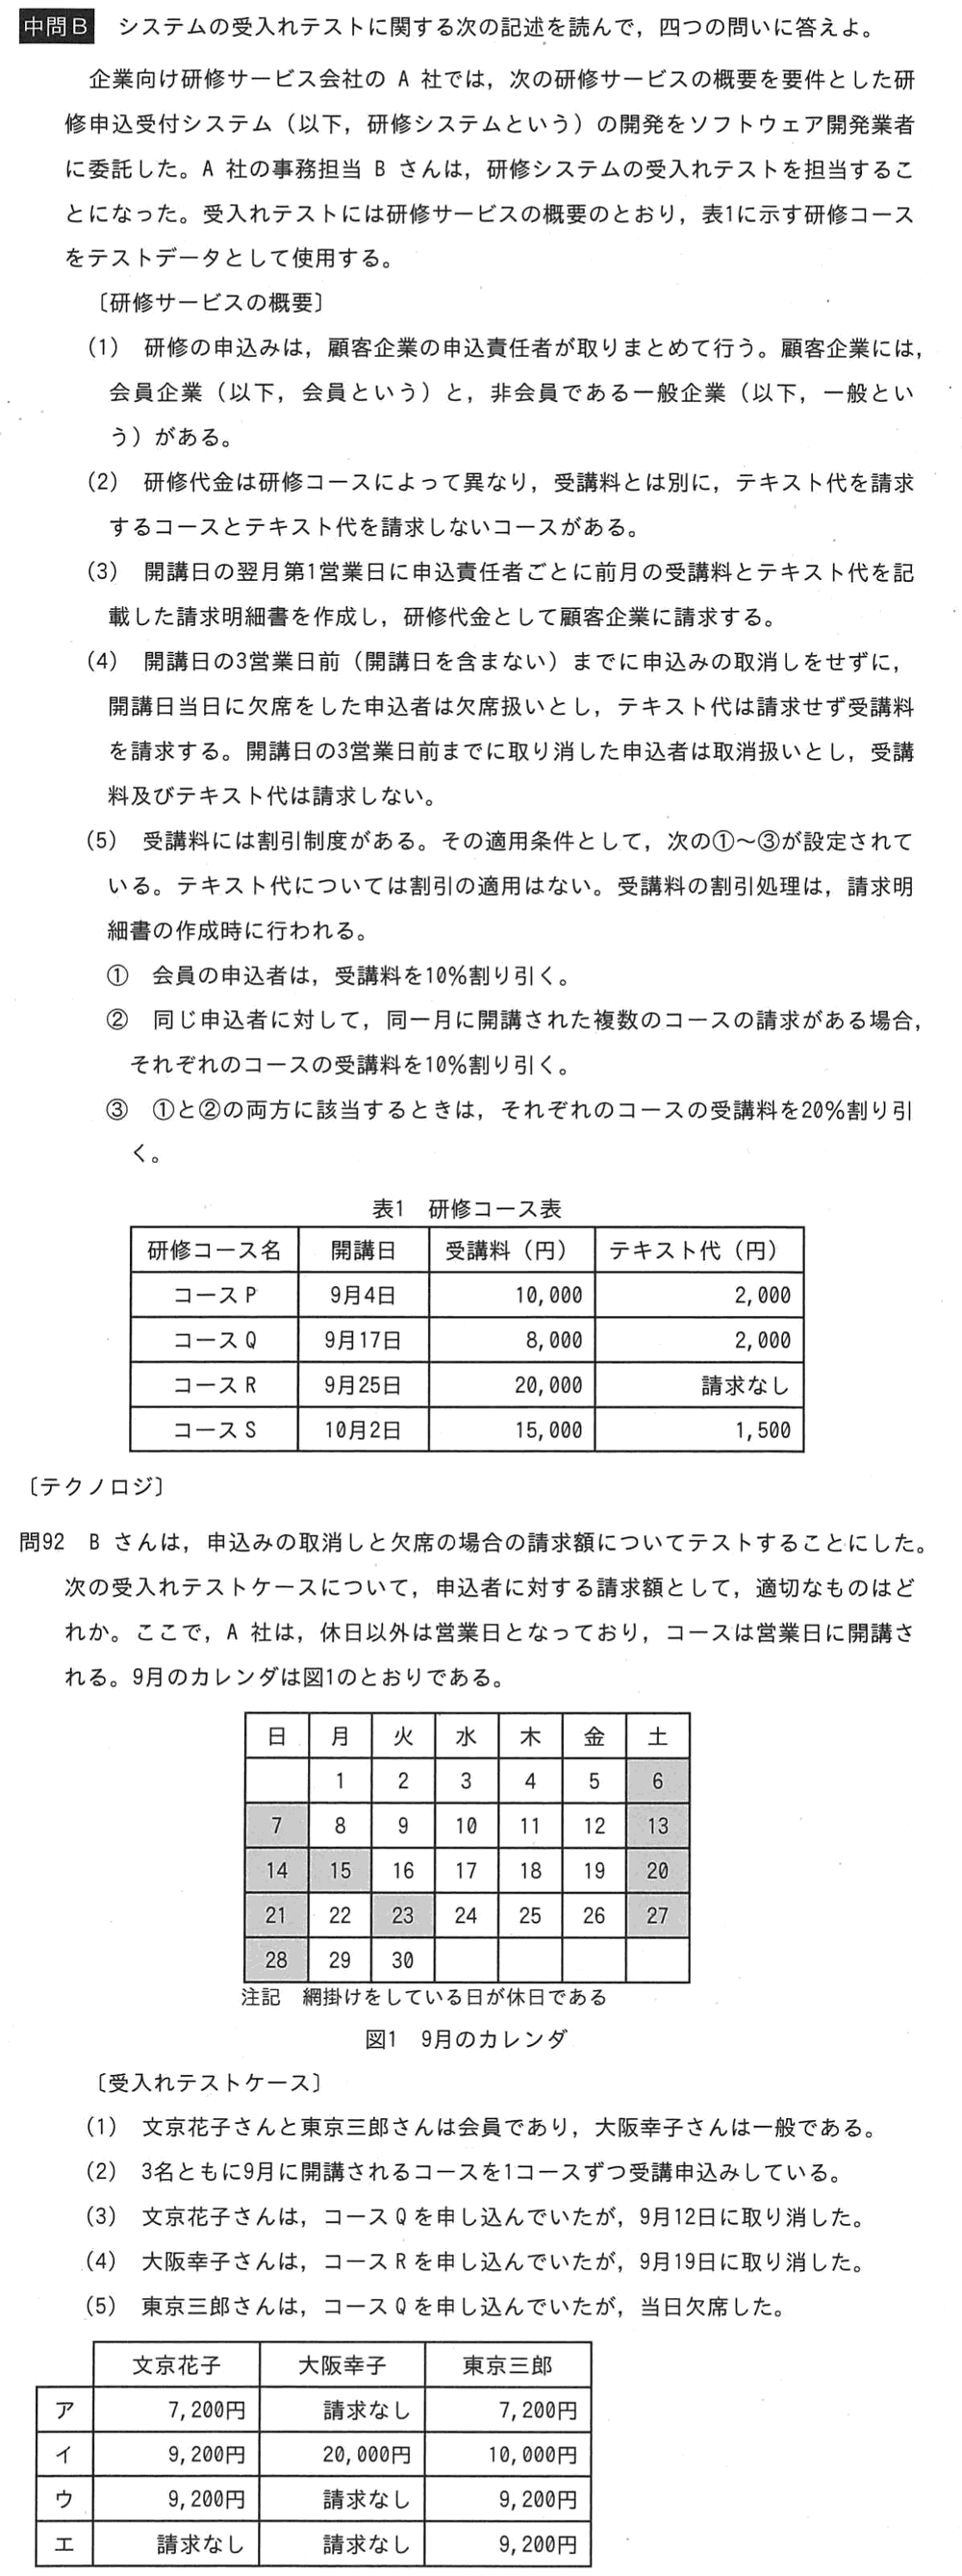 中問B システムの受入れテストに関する次の記述を読んで，四つの問いに答えよ。
企業向け研修サービス会社の A 社では，次の研修サービスの概要を要件とした研
修申込受付システム（以下，研修システムという）の開発をソフトウェア開発業者
に委託した。A 社の事務担当 B さんは，研修システムの受入れテストを担当するこ
とになった。受入れテストには研修サービスの概要のとおり，表1に示す研修コース
をテストデータとして使用する。
〔研修サービスの概要〕
(1) 研修の申込みは，顧客企業の申込責任者が取りまとめて行う。顧客企業には，
会員企業（以下，会員という）と，非会員である一般企業（以下，一般とい
う）がある。
(2) 研修代金は研修コースによって異なり，受講料とは別に，テキスト代を請求
するコースとテキスト代を請求しないコースがある。
(3) 開講日の翌月第1営業日に申込責任者ごとに前月の受講料とテキスト代を記
載した請求明細書を作成し，研修代金として顧客企業に請求する。
(4) 開講日の3営業日前（開講日を含まない）までに申込みの取消しをせずに，
開講日当日に欠席をした申込者は欠席扱いとし，テキスト代は請求せず受講料
を請求する。開講日の3営業日前までに取り消した申込者は取消扱いとし，受講
料及びテキスト代は請求しない。
(5) 受講料には割引制度がある。その適用条件として，次の①～③が設定されて
いる。テキスト代については割引の適用はない。受講料の割引処理は，請求明
細書の作成時に行われる。
① 会員の申込者は，受講料を10％割り引く。
② 同じ申込者に対して，同一月に開講された複数のコースの請求がある場合，
それぞれのコースの受講料を10％割り引く。
③ ①と②の両方に該当するときは，それぞれのコースの受講料を20％割り引
く。
表1 研修コース表
研修コース名 開講日 受講料（円） テキスト代（円）
コース P 9月4日 10,000 2,000
コース Q 9月17日 8,000 2,000
コース R 9月25日 20,000 請求なし
コース S 10月2日 15,000 1,500
〔テクノロジ〕
問92 B さんは，申込みの取消しと欠席の場合の請求額についてテストすることにした。
次の受入れテストケースについて，申込者に対する請求額として，適切なものはど
れか。ここで，A 社は，休日以外は営業日となっており，コースは営業日に開講さ
れる。9月のカレンダは図1のとおりである。
日 月 火 水 木 金 土
1 2 3 4 5 6
7 8 9 10 11 12 13
14 15 16 17 18 19 20
21 22 23 24 25 26 27
28 29 30
注記 網掛けをしている日が休日である
図1 9月のカレンダ
〔受入れテストケース〕
(1) 文京花子さんと東京三郎さんは会員であり，大阪幸子さんは一般である。
(2) 3名ともに9月に開講されるコースを1コースずつ受講申込みしている。
(3) 文京花子さんは，コース Q を申し込んでいたが，9月12日に取り消した。
(4) 大阪幸子さんは，コース R を申し込んでいたが，9月19日に取り消した。
(5) 東京三郎さんは，コース Q を申し込んでいたが，当日欠席した。
文京花子 大阪幸子 東京三郎
ア 7,200円 請求なし 7,200円
イ 9,200円 20,000円 10,000円
ウ 9,200円 請求なし 9,200円
エ 請求なし 請求なし 9,200円